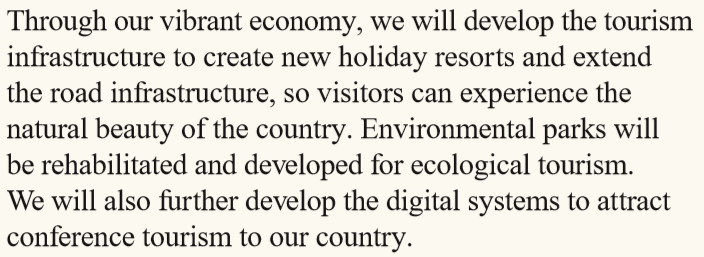 Through our vibrant economy, we will develop the tourism
infrastructure to create new holiday resorts and extend
the road infrastructure, so visitors can experience the
natural beauty of the country. Environmental parks will
be rehabilitated and developed for ecological tourism.
We will also further develop the digital systems to attract
conference tourism to our country.